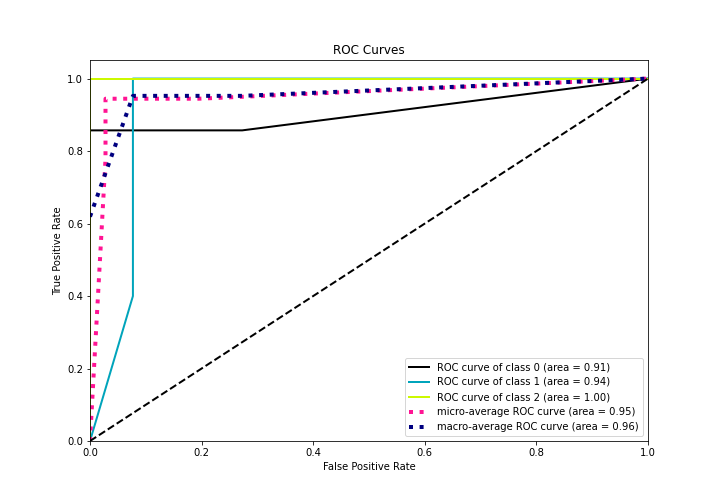 ROC Curves
1.0
0.8
0.6
0.4
0.2
0.0
True Positive Rate
0.0 0.2 0.4 0.6 0.8 1.0
False Positive Rate
ROC curve of class 0 (area = 0.91)
ROC curve of class 1 (area = 0.94)
ROC curve of class 2 (area = 1.00)
micro-average ROC curve (area = 0.95)
macro-average ROC curve (area = 0.96)